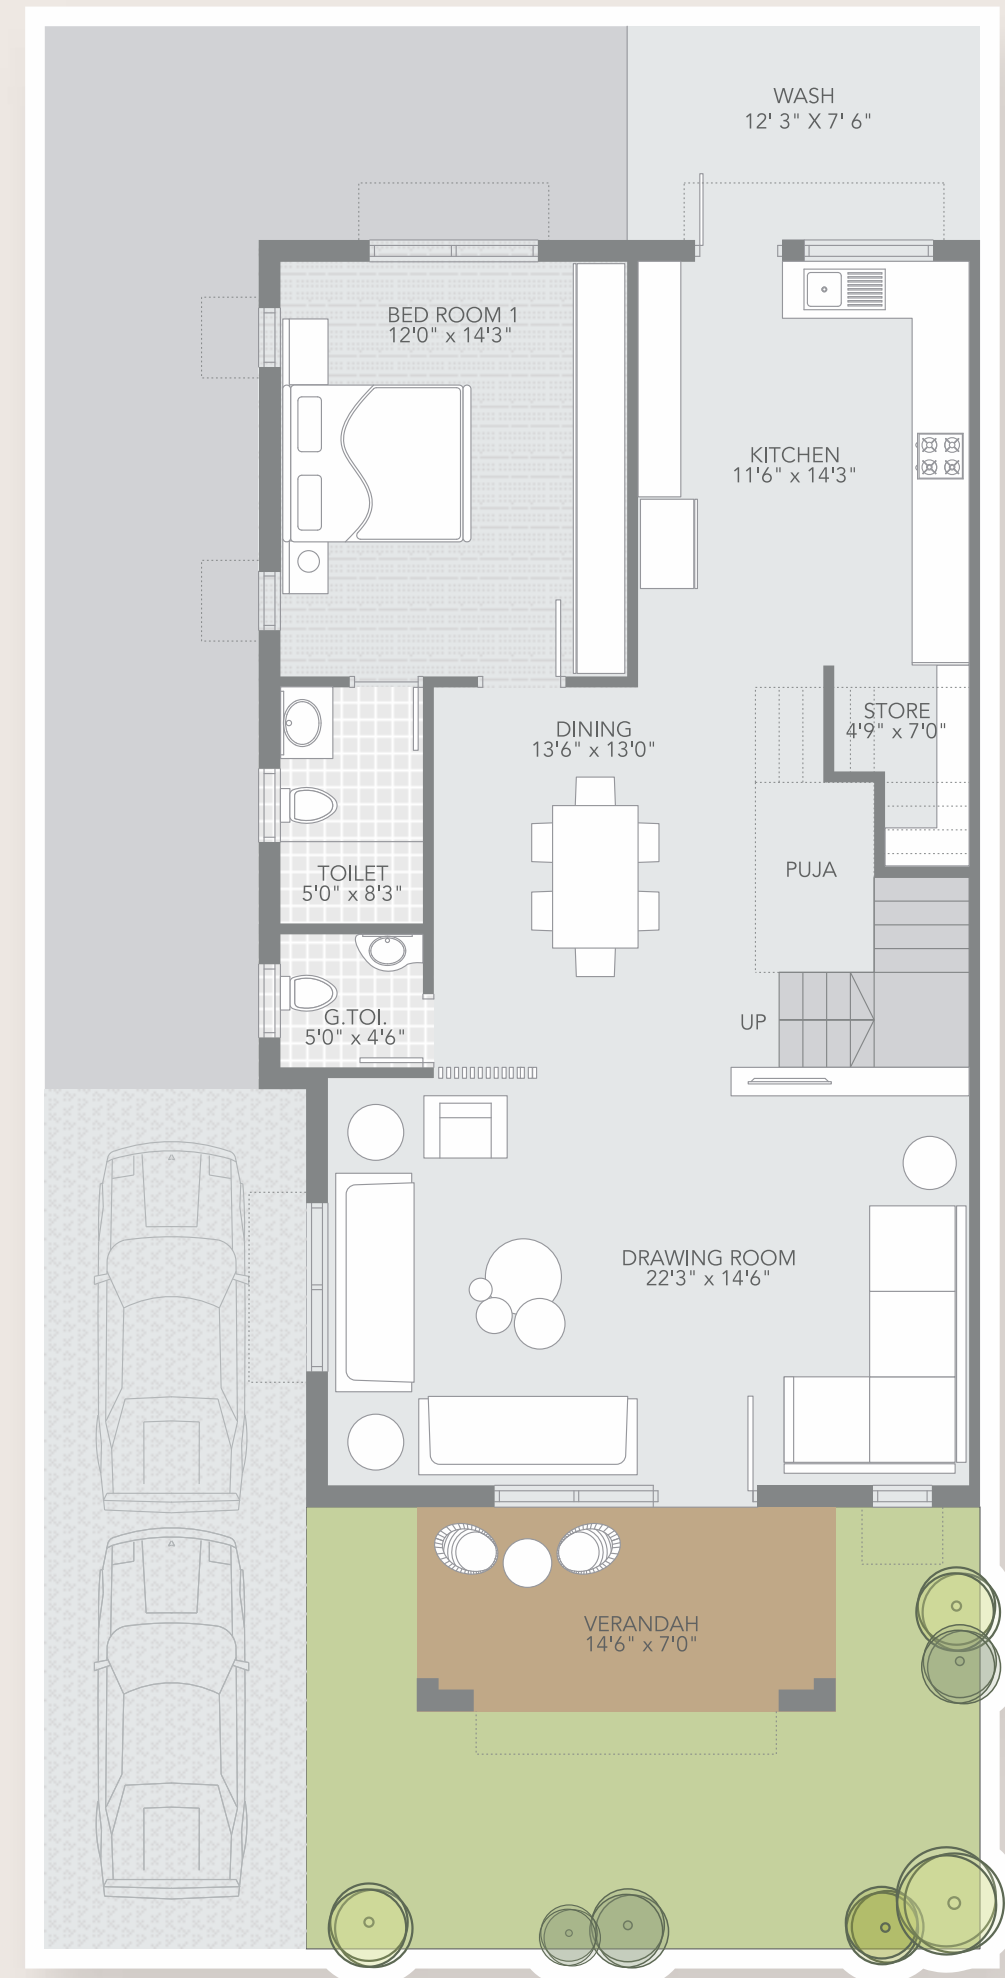 WASH
12' 3" X 7' 6"
BED ROOM 1
12'0" x 14'3"
KITCHEN
11'6" x 14'3"
STORE
4'9" x 7'0"
DINING
13'6" x 13'0"
PUJA
TOILET
5'0" x 8'3"
G.TOI.
5'0" x 4'6"
UP
DRAWING ROOM
22'3" x 14'6"
VERANDAH
14'6" x 7'0"